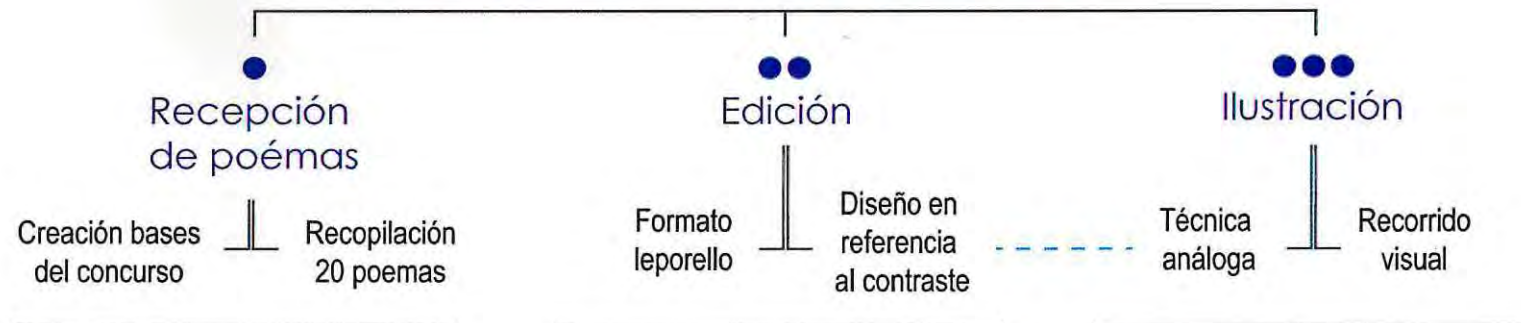 Recepción
de poémas
Creación bases
del concurso
Recopilación
20 poemas
Edición
Formato
leporello
Diseño en
referencia
al contraste
Ilustración
Técnica
análoga
Recorrido
visual